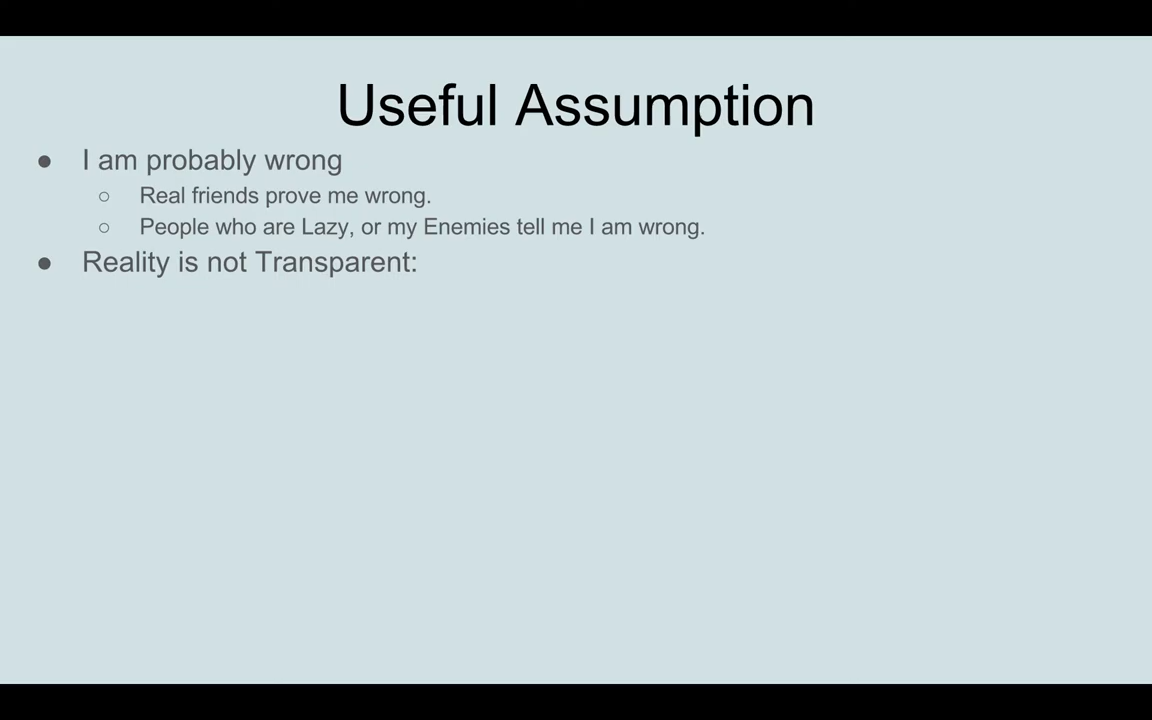 Useful Assumption
● I am probably wrong
○ Real friends prove me wrong.
○ People who are Lazy, or my Enemies tell me I am wrong.
● Reality is not Transparent: